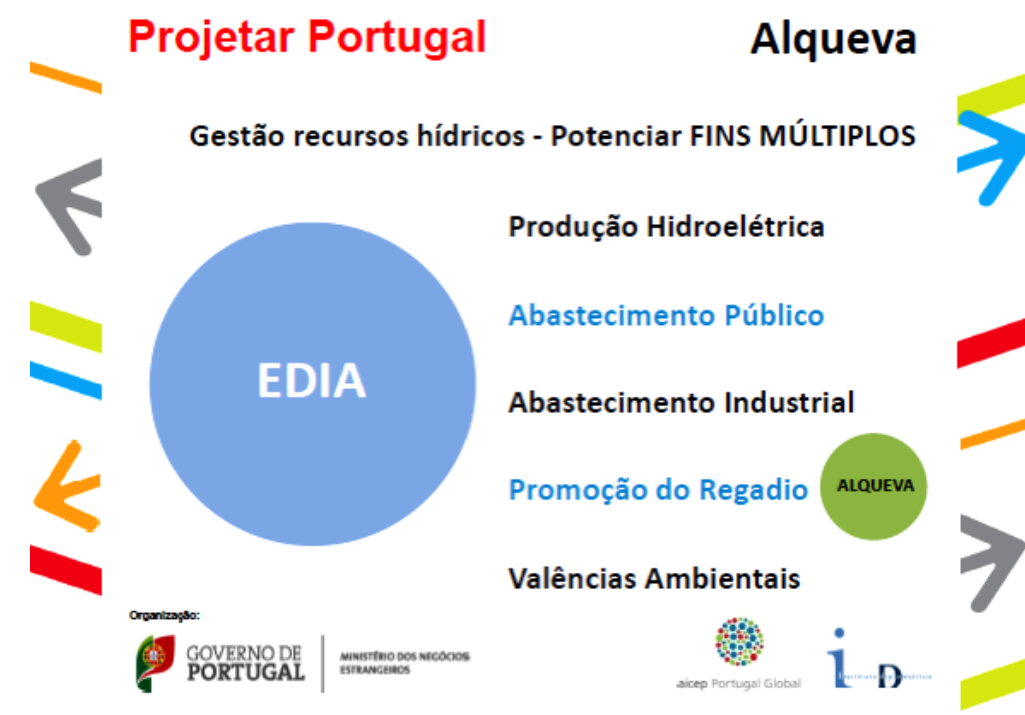 Projetar Portugal
Alqueva
Gestão recursos hídricos - Potenciar FINS MÚLTIPLOS
Produção Hidroelétrica
Abastecimento Público
EDIA
Abastecimento Industrial
Promoção do Regadio
ALQUEVA
Valências Ambientais
Organização:
GOVERNO DE
PORTUGAL
MINISTÉRIO DOS NEGÓCIOS
ESTRANGEIROS
aicep Portugal Global
i D